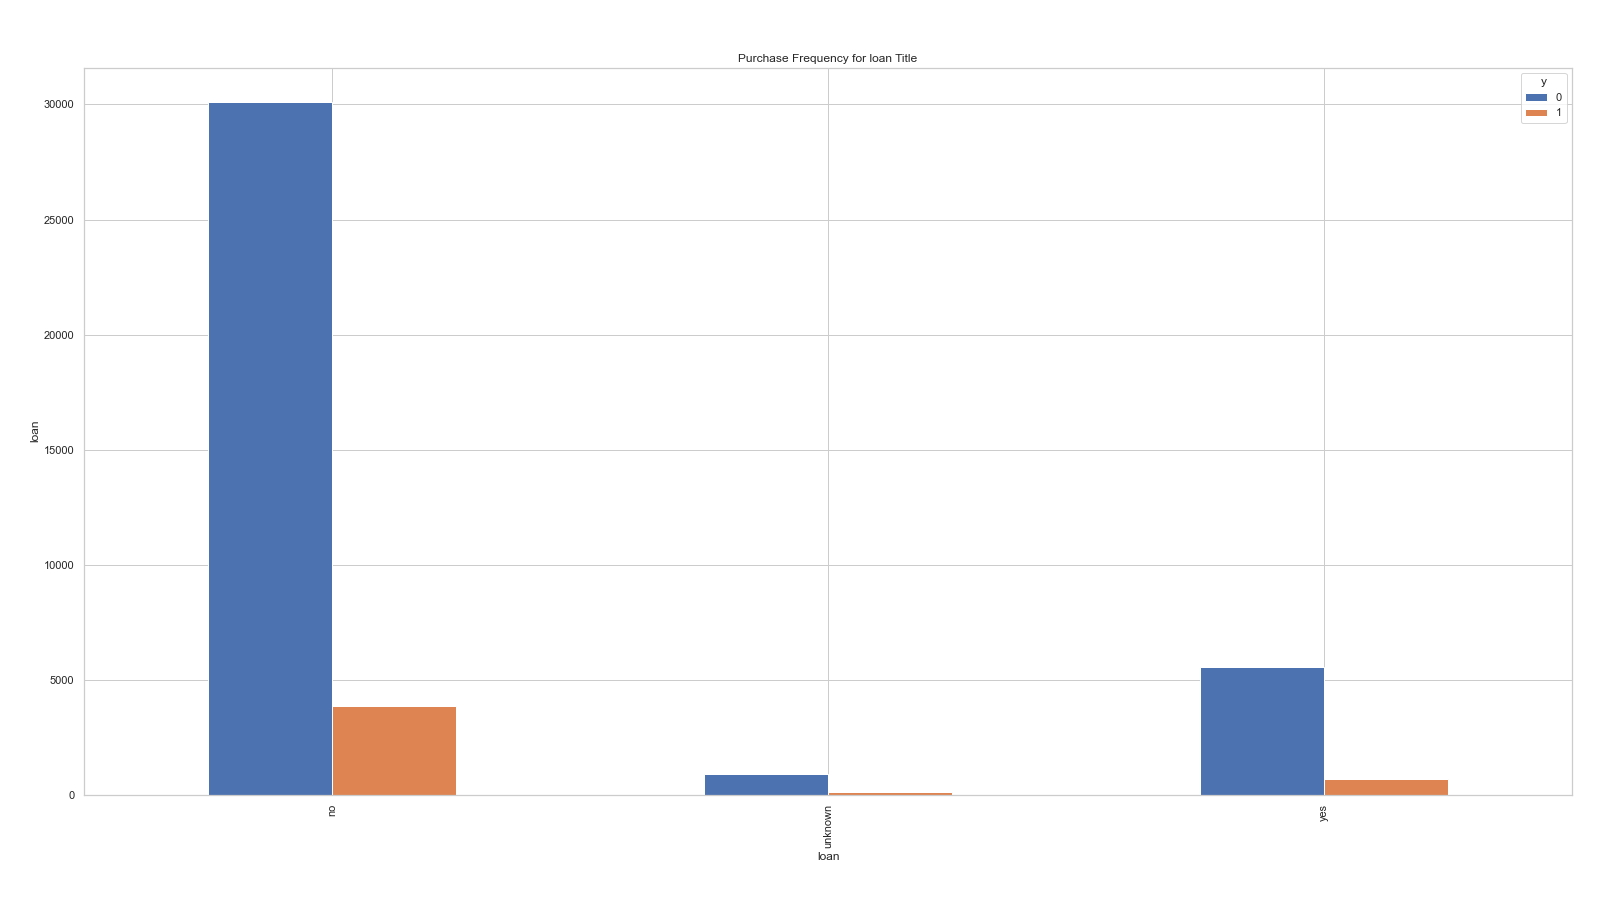 Purchase Frequency for loan Title
y
0
1
30000
25000
20000
15000
10000
5000
0
loan
no
unknown
yes
loan